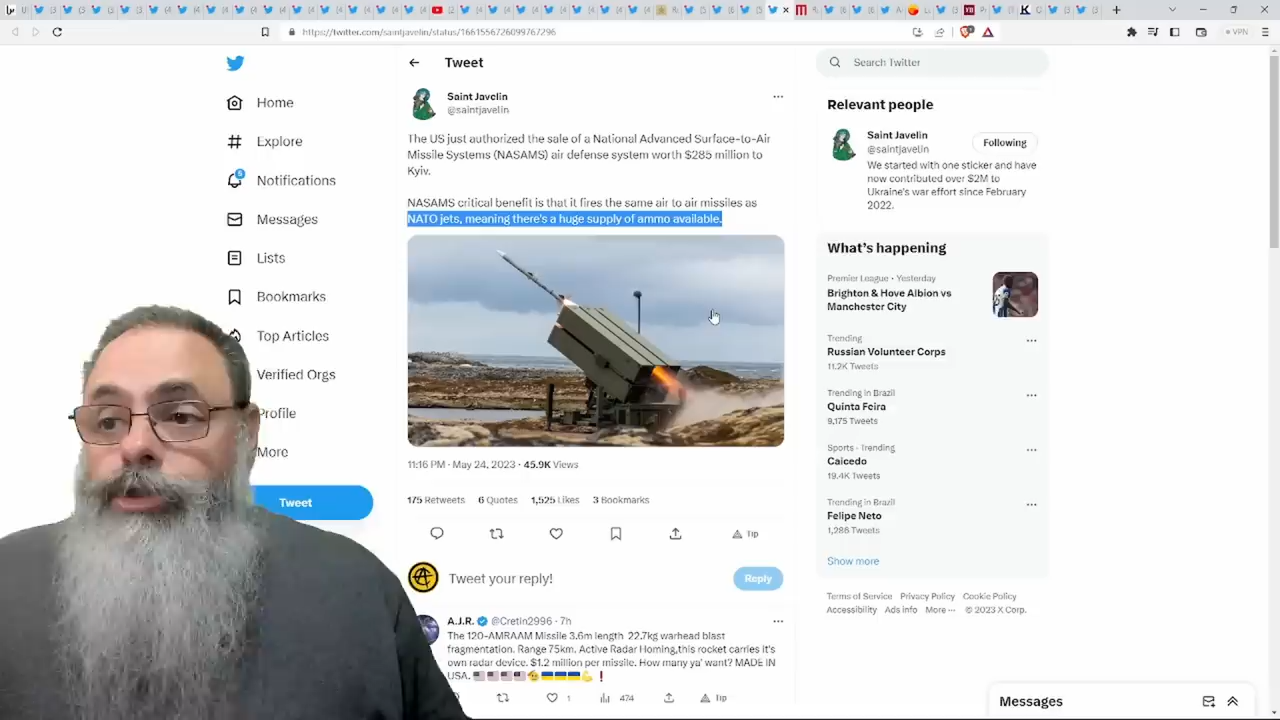 https://twitter.com/saintjavelin/status/1661556726099767296
VPN
Home
Explore
6
Notifications
Messages
Lists
Bookmarks
Top Articles
Verified Orgs
Profile
More
Tweet
Tweet
Saint Javelin
@saintjavelin
The US just authorized the sale of a National Advanced Surface-to-Air
Missile Systems (NASAMS) air defense system worth $285 million to
Kyiv.
NASAMS critical benefit is that it fires the same air to air missiles as
NATO jets, meaning there's a huge supply of ammo available.
11:16 PM · May 24, 2023 · 45.9K Views
175 Retweets 6 Quotes 1,525 Likes 3 Bookmarks
Tip
Tweet your reply!
Reply
A.J.R. @Cretin2996 · 7h
The 120-AMRAAM Missile 3.6m length 22.7kg warhead blast
fragmentation. Range 75km. Active Radar Homing,this rocket carries it's
own radar device. $1.2 million per missile. How many ya' want? MADE IN
USA.
1
474
Tip
Search Twitter
Relevant people
Saint Javelin
@saintjavelin
Following
We started with one sticker and have
now contributed over $2M to
Ukraine's war effort since February
2022.
What's happening
Premier League · Yesterday
Brighton & Hove Albion vs
Manchester City
Trending
Russian Volunteer Corps
11.2K Tweets
Trending in Brazil
Quinta Feira
9,175 Tweets
Sports · Trending
Caicedo
19.4K Tweets
Trending in Brazil
Felipe Neto
1,286 Tweets
Show more
Terms of Service Privacy Policy Cookie Policy
Accessibility Ads info More ··· © 2023 X Corp.
Messages